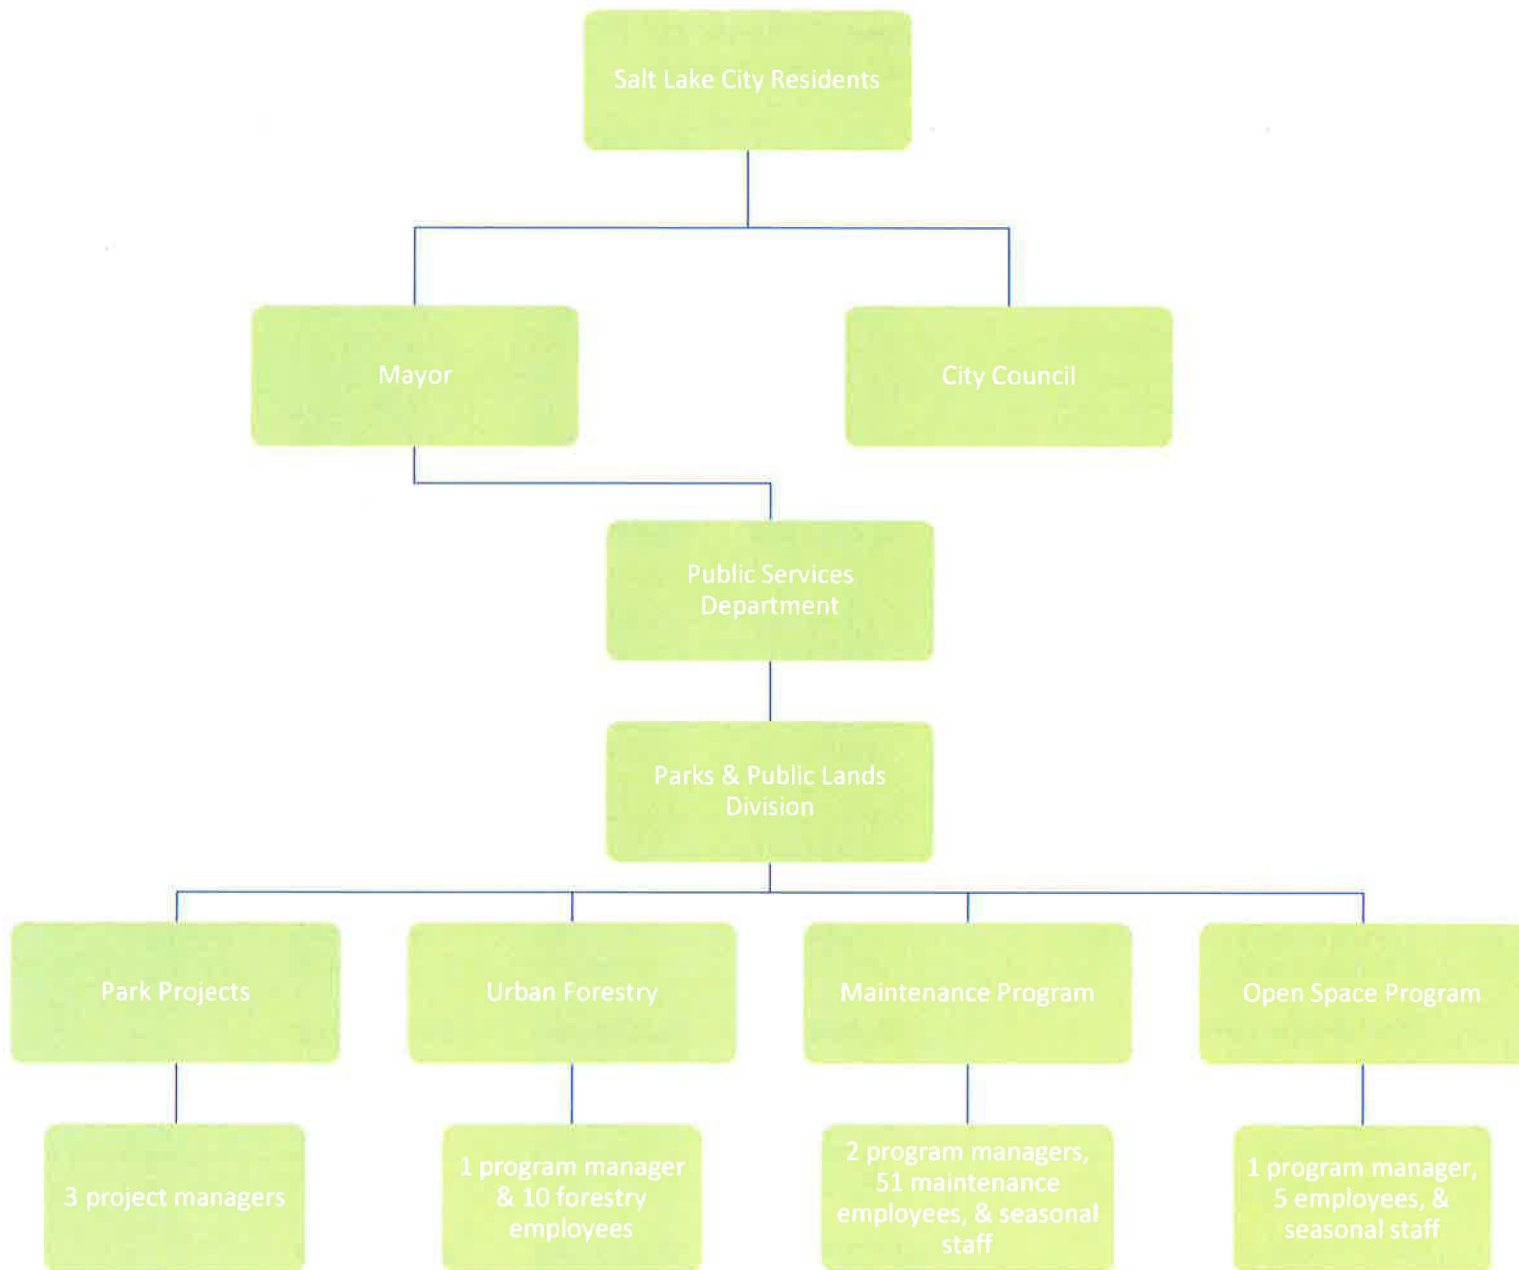 Salt Lake City Residents
Mayor
City Council
Public Services
Department
Parks & Public Lands
Division
Park Projects
Urban Forestry
Maintenance Program
Open Space Program
3 project managers
1 program manager
& 10 forestry
employees
2 program managers,
51 maintenance
employees, & seasonal
staff
1 program manager,
5 employees, &
seasonal staff